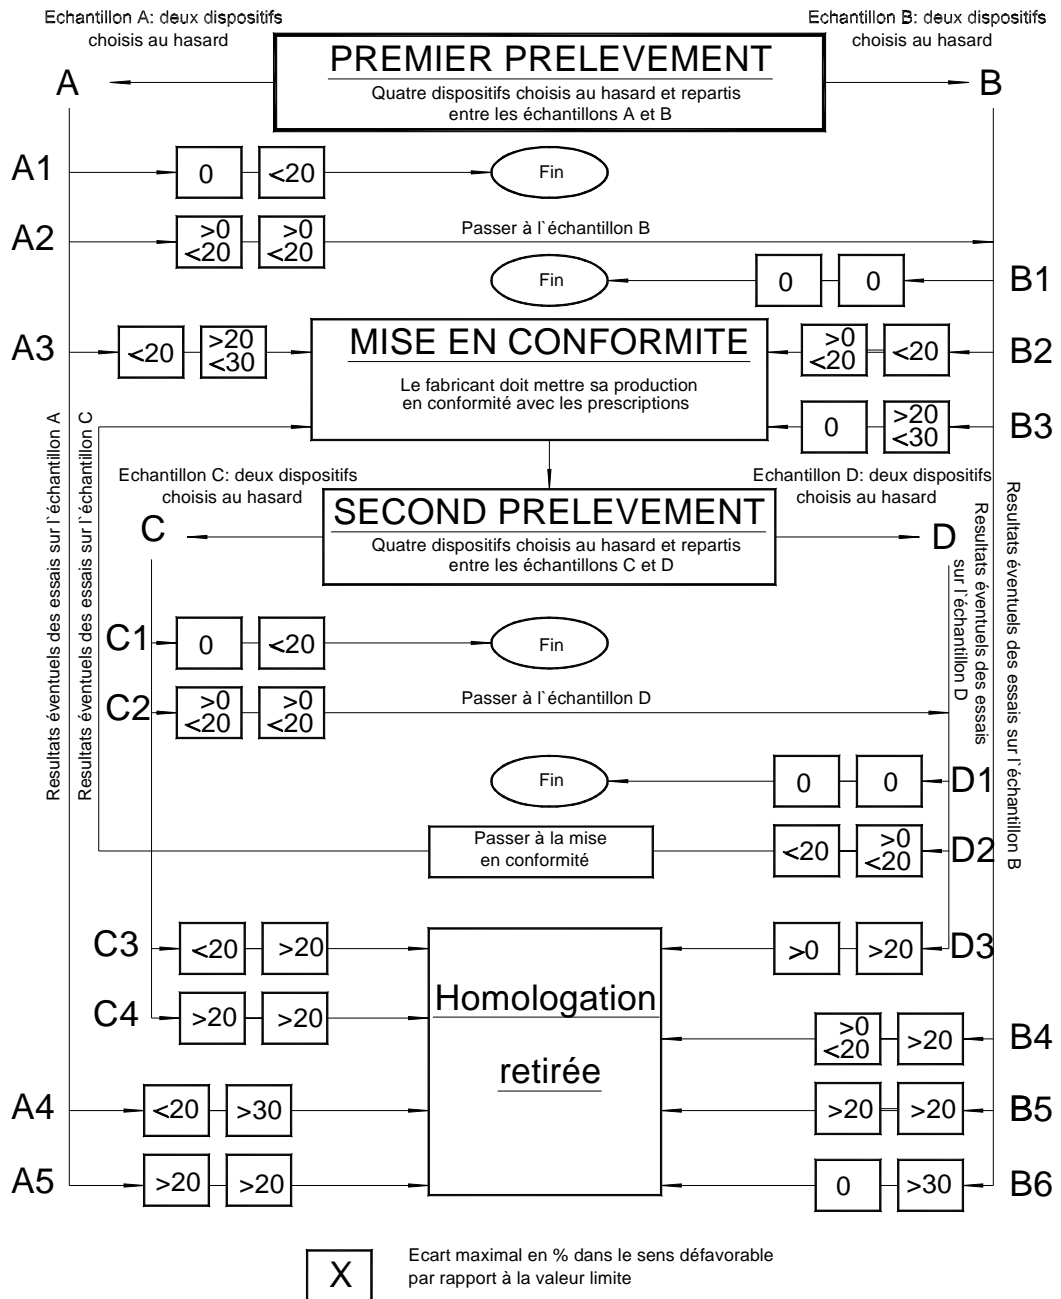 Echantillon A: deux dispositifs
choisis au hasard
Echantillon B: deux dispositifs
choisis au hasard
PREMIER PRELEVEMENT
Quatre dispositifs choisis au hasard et repartis
entre les échantillons A et B
A
B
A1
0
<20
Fin
A2
>0
<20
>0
<20
Passer à l`échantillon B
Fin
0
0
B1
A3
<20
>20
<30
MISE EN CONFORMITE
Le fabricant doit mettre sa production
en conformité avec les prescriptions
>0
<20
<20
B2
0
>20
<30
B3
Resultats éventuels des essais sur l`échantillon A
Resultats éventuels des essais sur l`échantillon C
Echantillon C: deux dispositifs
choisis au hasard
Echantillon D: deux dispositifs
choisis au hasard
SECOND PRELEVEMENT
Quatre dispositifs choisis au hasard et repartis
entre les échantillons C et D
C
D
Resultats éventuels des essais
sur l`échantillon D
Resultats éventuels des essais sur l`échantillon B
C1
0
<20
Fin
C2
>0
<20
>0
<20
Passer à l`échantillon D
Fin
0
0
D1
Passer à la mise
en conformité
<20
>0
<20
D2
C3
<20
>20
>0
>20
D3
Homologation
retirée
C4
>20
>20
>0
<20
>20
B4
A4
<20
>30
>20
>20
B5
A5
>20
>20
0
>30
B6
X
Ecart maximal en % dans le sens défavorable
par rapport à la valeur limite